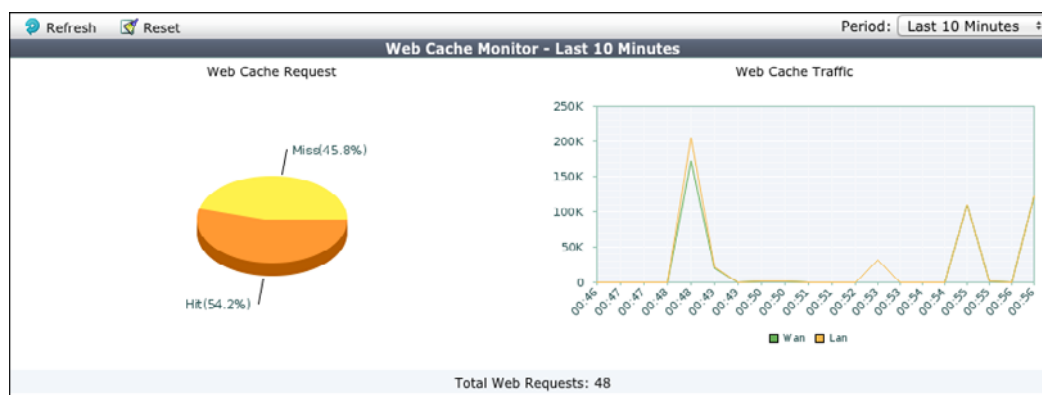 Refresh Reset Period: Last 10 Minutes
Web Cache Monitor - Last 10 Minutes
Web Cache Request
Miss(45.8%)
Hit(54.2%)
Web Cache Traffic
250K
200K
150K
100K
50K
0
00:46 00:47 00:47 00:48 00:48 00:49 00:49 00:50 00:50 00:51 00:51 00:52 00:53 00:53 00:54 00:54 00:55 00:55 00:56 00:56
Wan Lan
Total Web Requests: 48